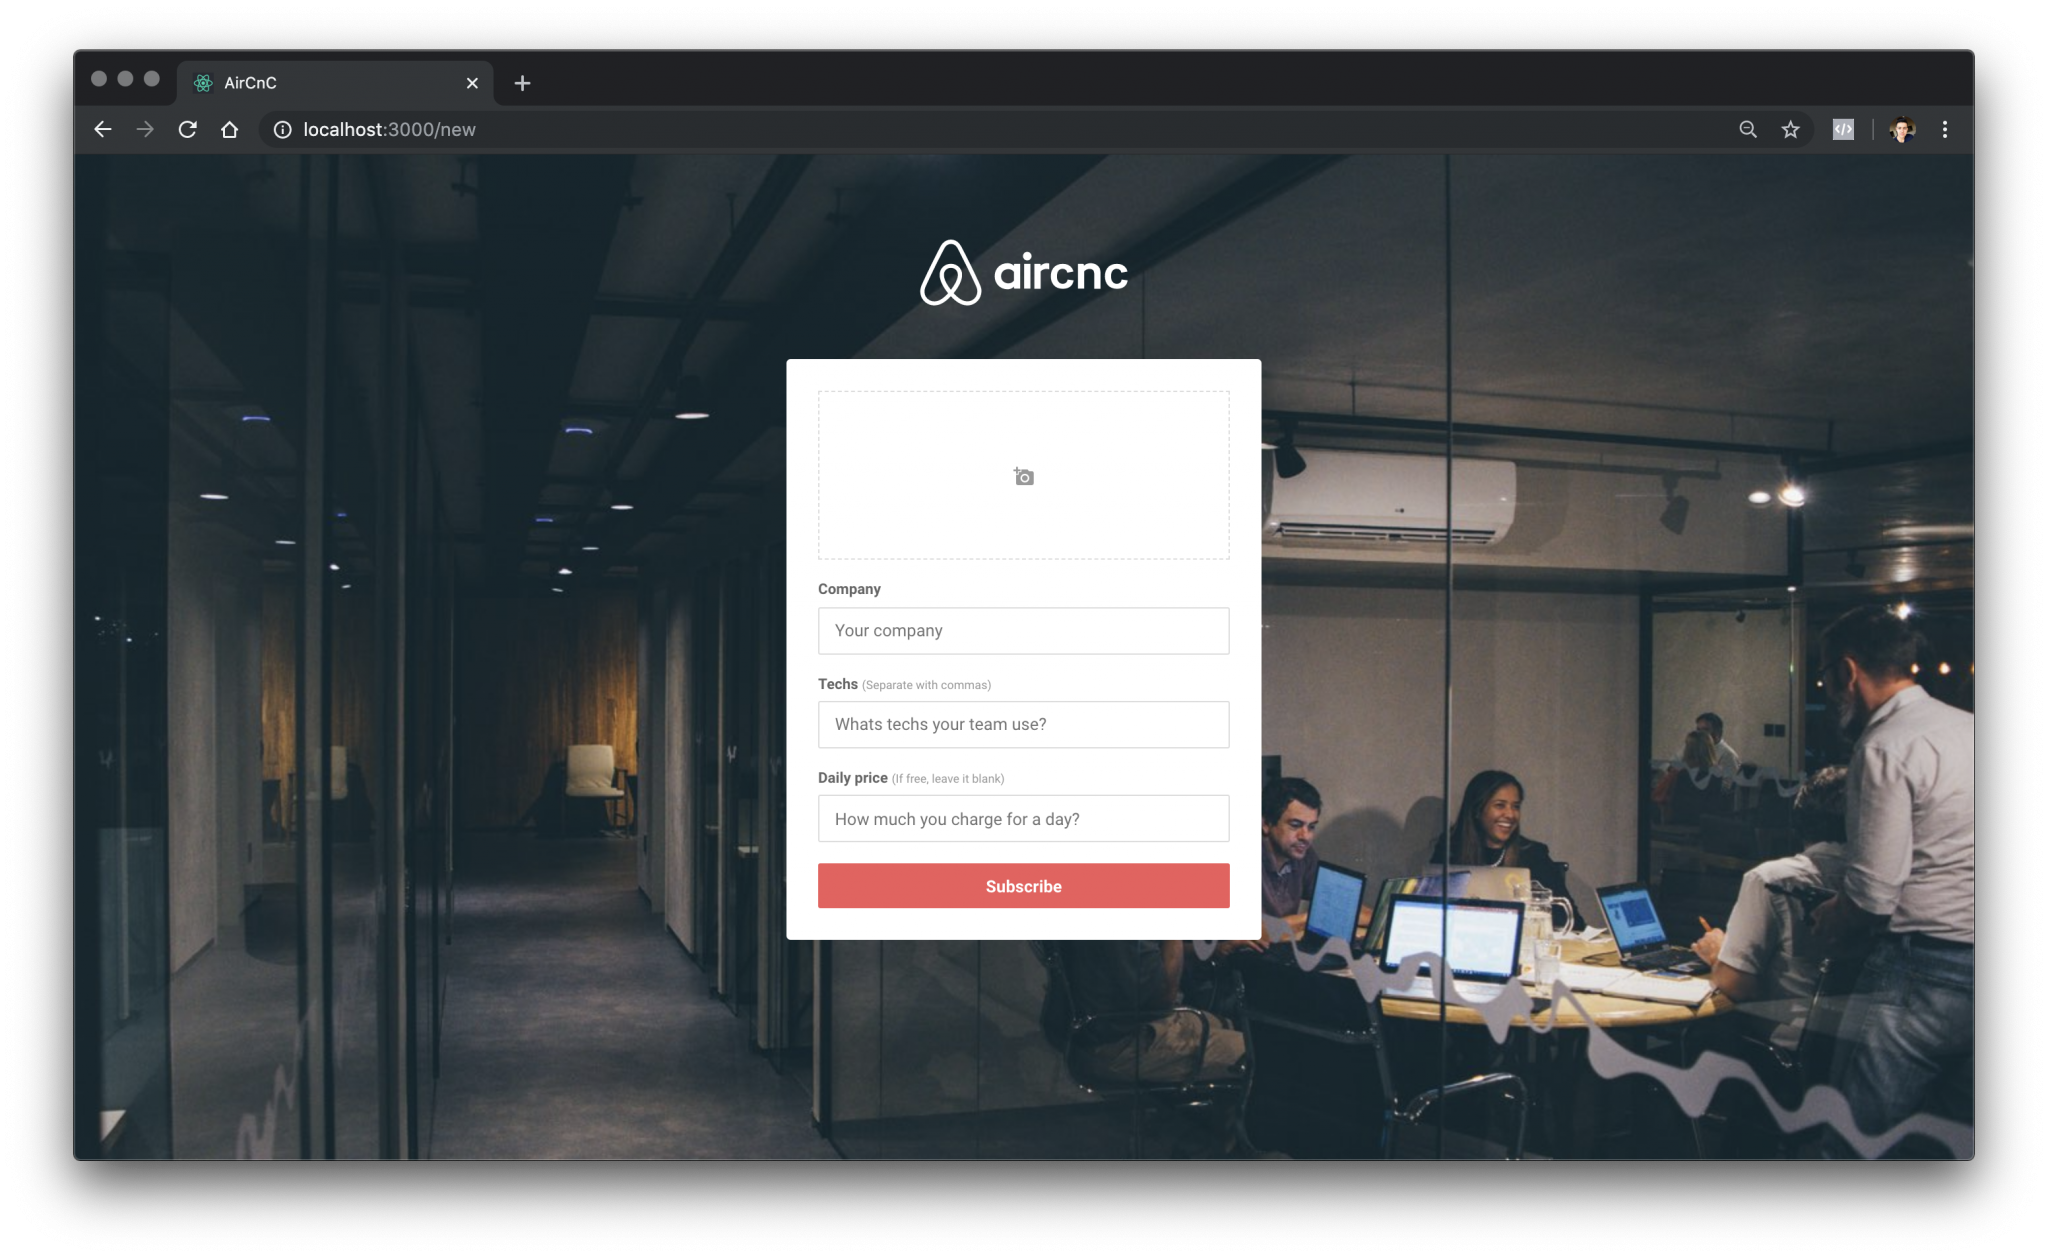 AirCnC
localhost:3000/new
aircnc
Company
Your company
Techs (Separate with commas)
Whats techs your team use?
Daily price (If free, leave it blank)
How much you charge for a day?
Subscribe